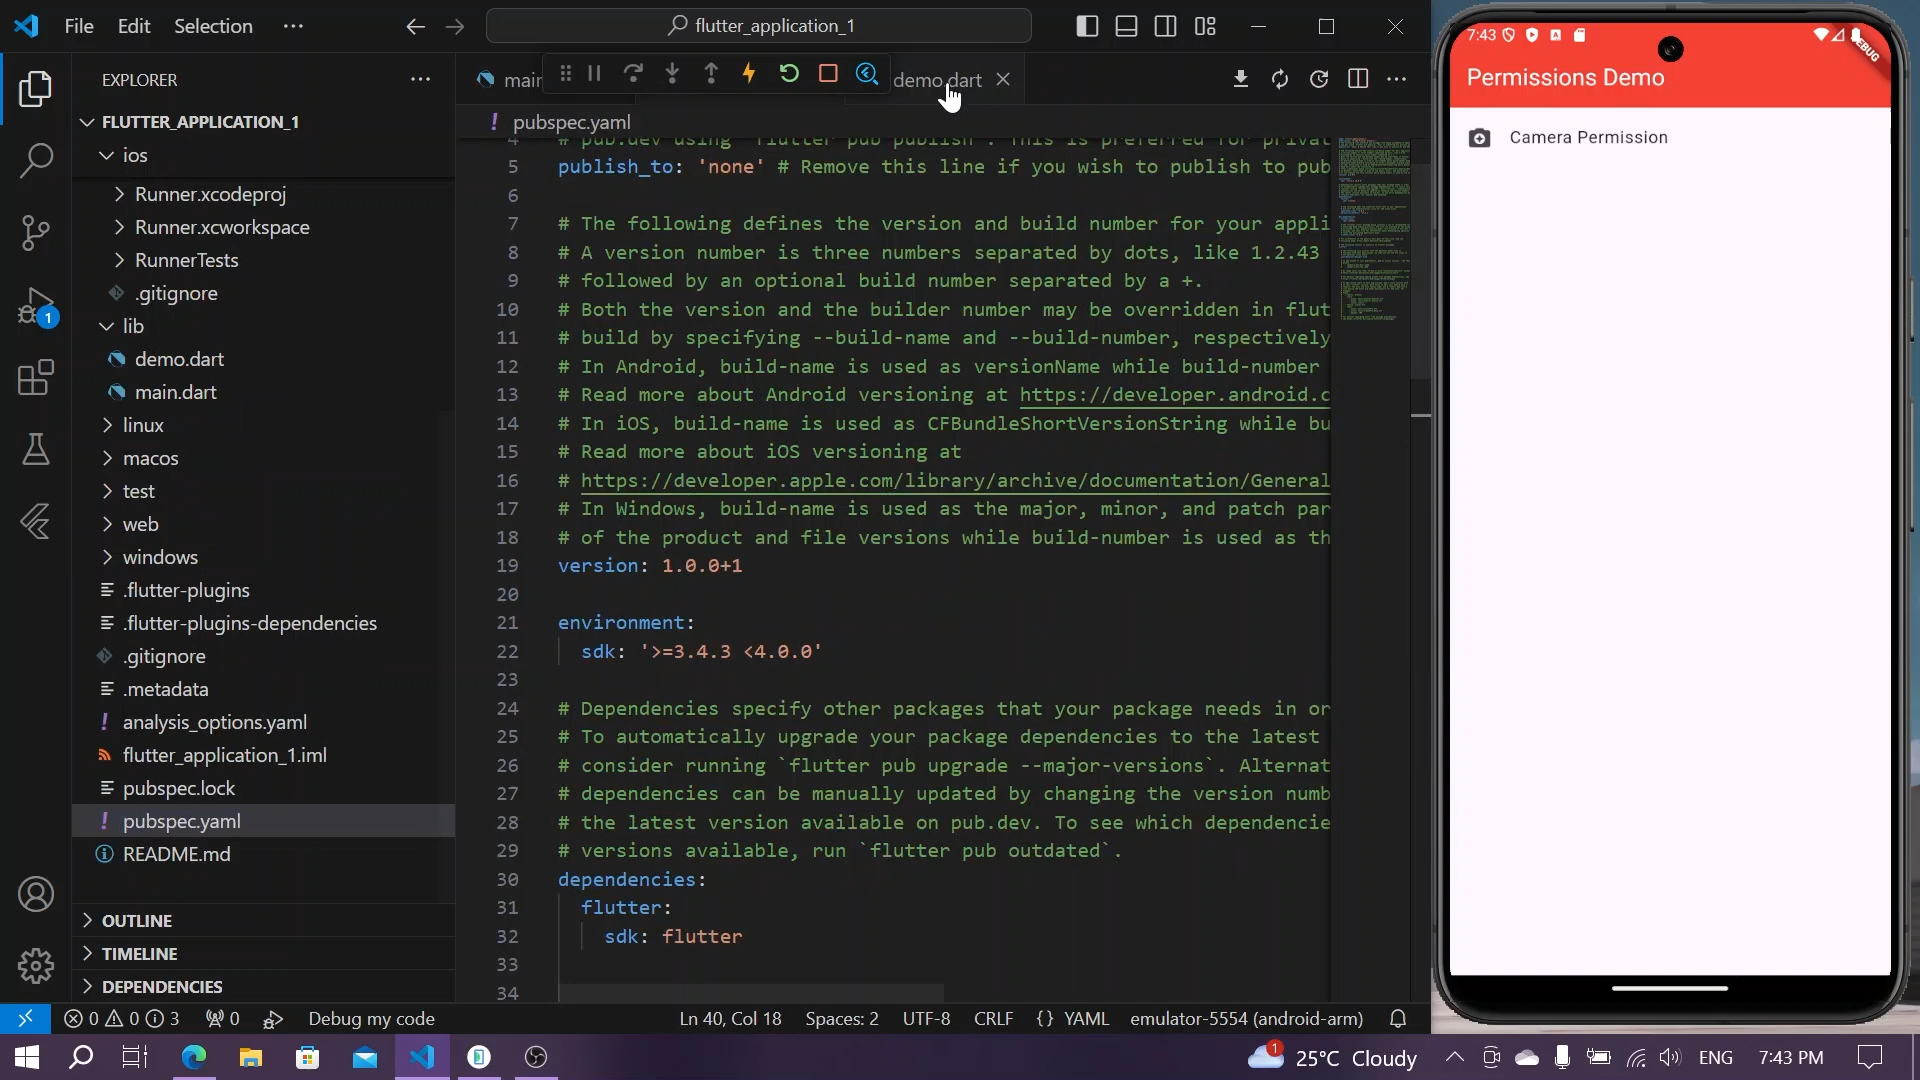 File Edit Selection ···
flutter_application_1
EXPLORER
FLUTTER_APPLICATION_1
ios
Runner.xcodeproj
Runner.xcworkspace
RunnerTests
.gitignore
lib
demo.dart
main.dart
linux
macos
test
web
windows
.flutter-plugins
.flutter-plugins-dependencies
.gitignore
.metadata
analysis_options.yaml
flutter_application_1.iml
pubspec.lock
! pubspec.yaml
README.md
OUTLINE
TIMELINE
DEPENDENCIES
1
demo.dart
! pubspec.yaml
4 # pub.dev using `flutter pub publish`. This is preferred for privat
5 publish_to: 'none' # Remove this line if you wish to publish to pub
6
7 # The following defines the version and build number for your appli
8 # A version number is three numbers separated by dots, like 1.2.43
9 # followed by an optional build number separated by a +.
10 # Both the version and the builder number may be overridden in flut
11 # build by specifying --build-name and --build-number, respectively
12 # In Android, build-name is used as versionName while build-number
13 # Read more about Android versioning at https://developer.android.c
14 # In iOS, build-name is used as CFBundleShortVersionString while bu
15 # Read more about iOS versioning at
16 # https://developer.apple.com/library/archive/documentation/General
17 # In Windows, build-name is used as the major, minor, and patch par
18 # of the product and file versions while build-number is used as th
19 version: 1.0.0+1
20
21 environment:
22 sdk: '>=3.4.3 <4.0.0'
23
24 # Dependencies specify other packages that your package needs in or
25 # To automatically upgrade your package dependencies to the latest
26 # consider running `flutter pub upgrade --major-versions`. Alternat
27 # dependencies can be manually updated by changing the version numb
28 # the latest version available on pub.dev. To see which dependencie
29 # versions available, run `flutter pub outdated`.
30 dependencies:
31 flutter:
32 sdk: flutter
33
34
0 0 3 0 Debug my code Ln 40, Col 18 Spaces: 2 UTF-8 CRLF {} YAML emulator-5554 (android-arm)
7:43
DEBUG
Permissions Demo
Camera Permission
1 25°C Cloudy ENG 7:43 PM